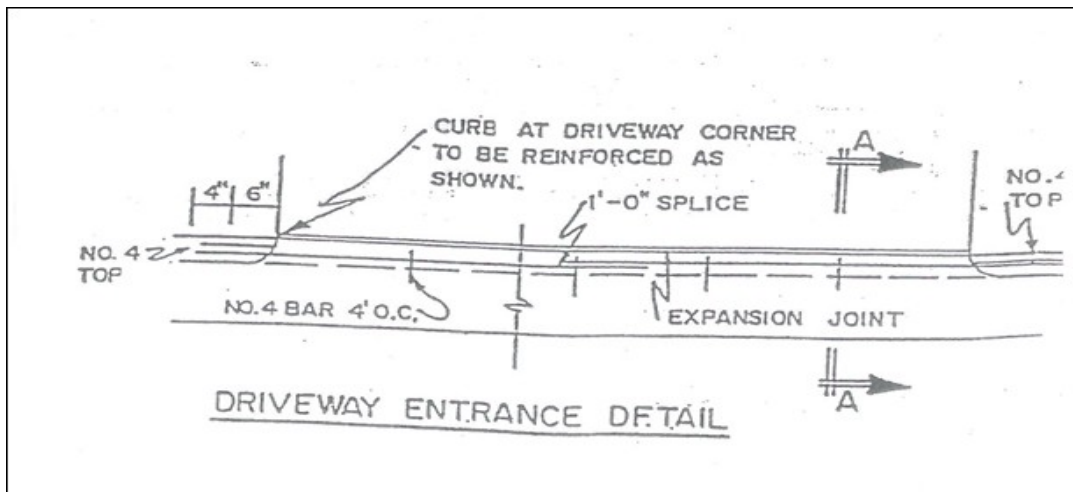 CURB AT DRIVEWAY CORNER
TO BE REINFORCED AS
SHOWN.
A
4" 6"
1'-0" SPLICE
NO.4
TOP
NO. 4
TOP
NO.4 BAR 4' O.C.
EXPANSION JOINT
A
DRIVEWAY ENTRANCE DETAIL